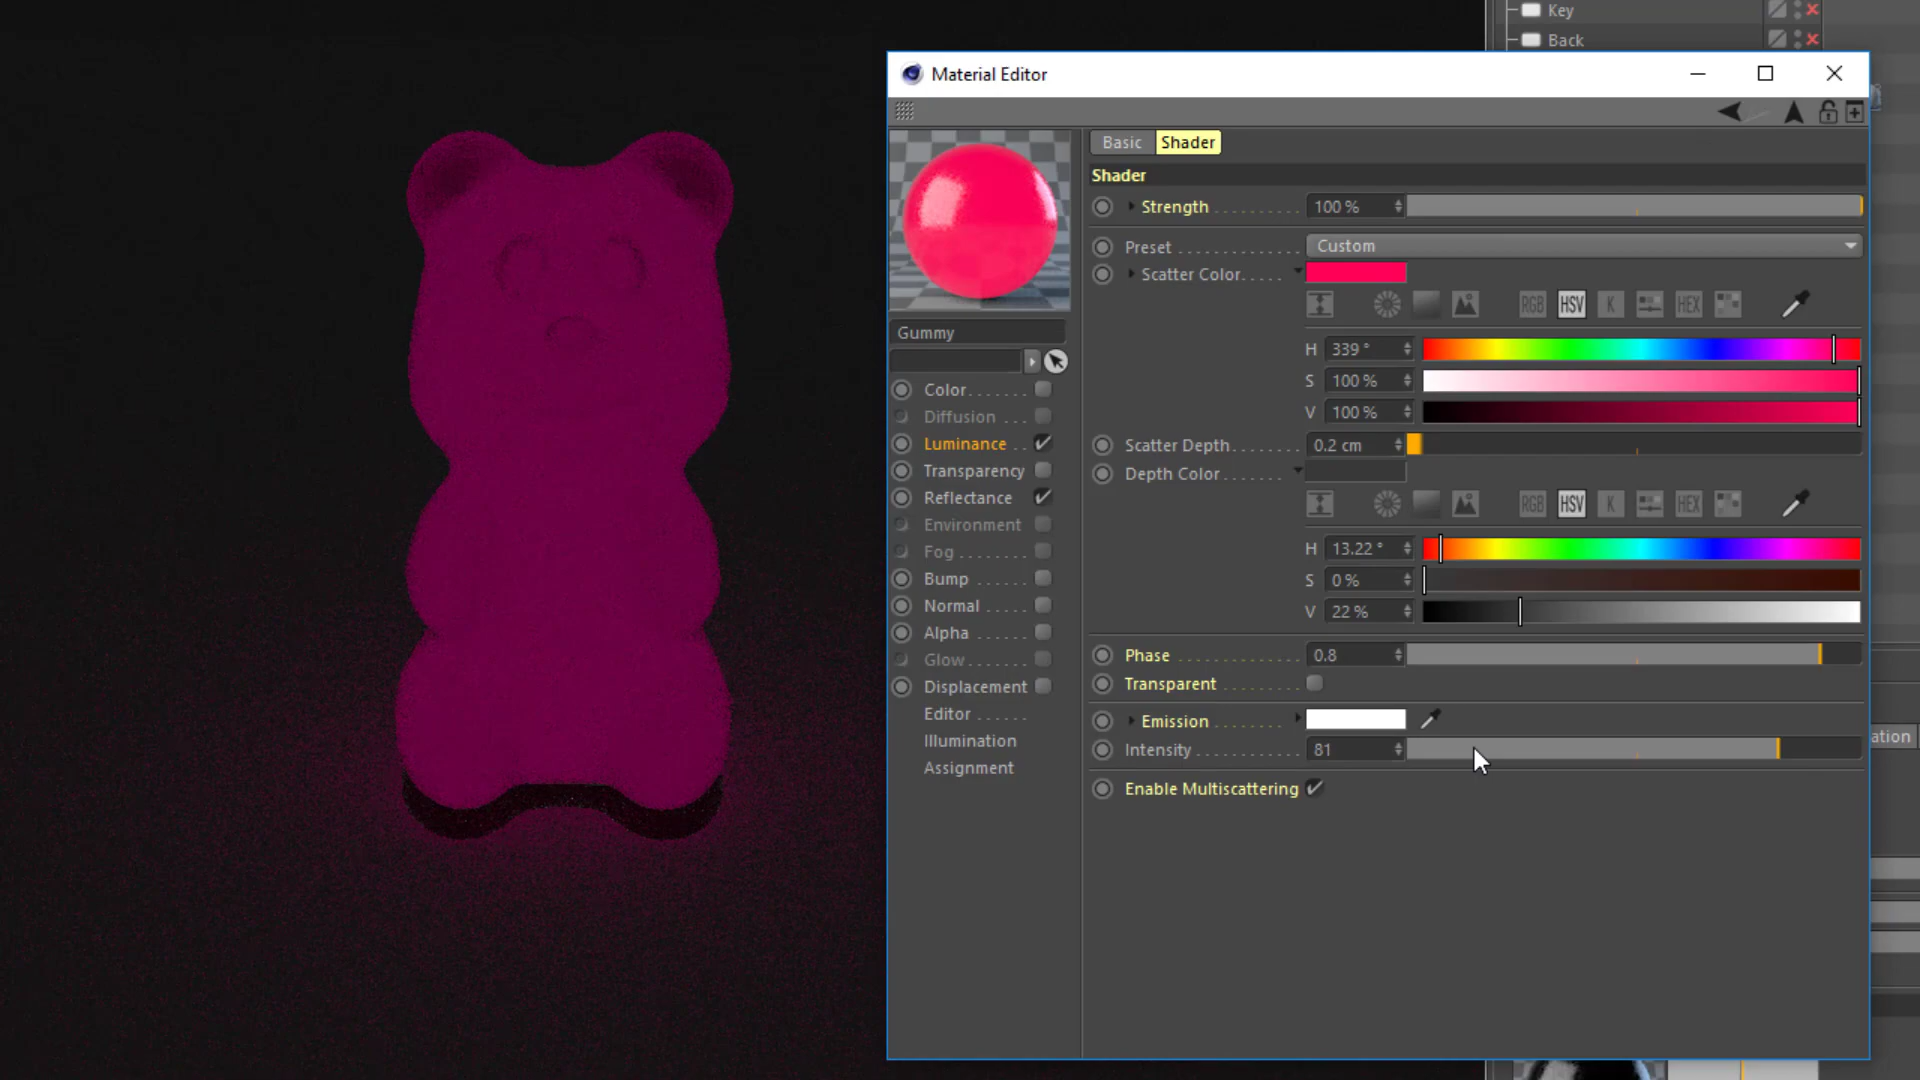 Key
Back
Material Editor
Basic
Shader
Shader
Strength 100 %
Preset Custom
Scatter Color
RGB HSV K HEX
H 339 °
S 100 %
V 100 %
Scatter Depth 0.2 cm
Depth Color
RGB HSV K HEX
H 13.22 °
S 0 %
V 22 %
Phase 0.8
Transparent
Emission
Intensity 81
Enable Multiscattering
Gummy
Color
Diffusion
Luminance
Transparency
Reflectance
Environment
Fog
Bump
Normal
Alpha
Glow
Displacement
Editor
Illumination
Assignment
ation